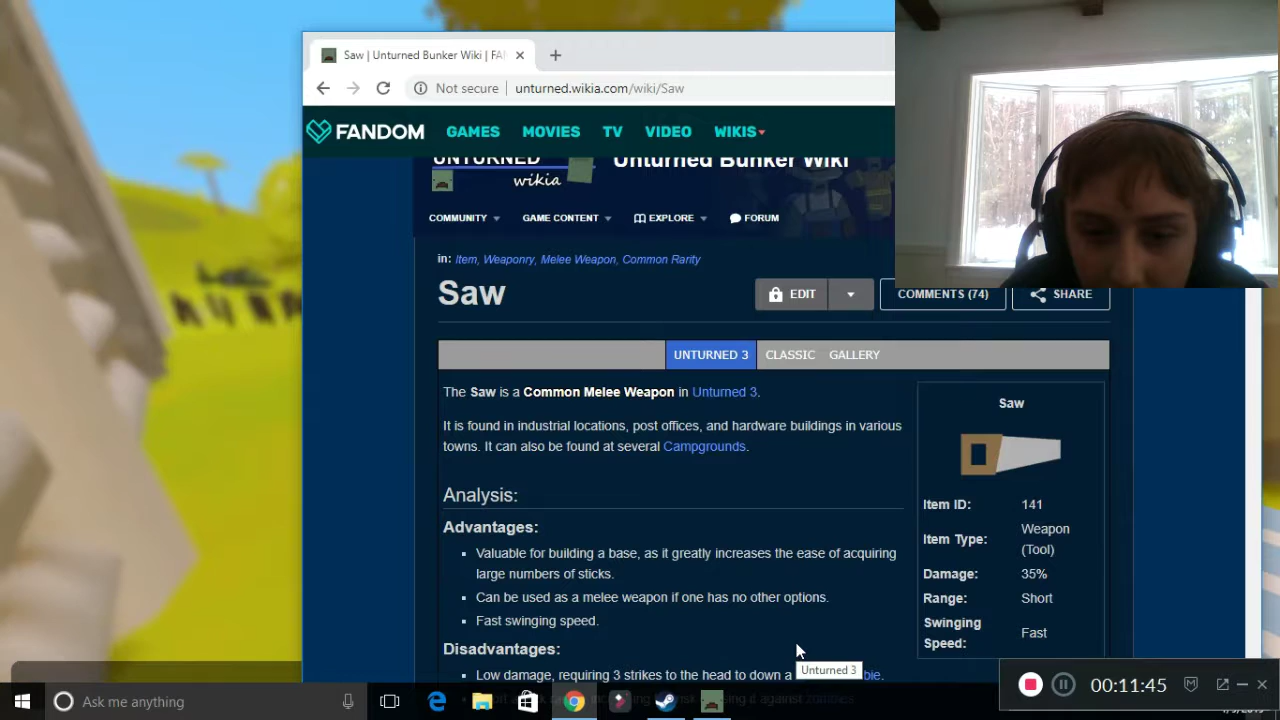 Saw | Unturned Bunker Wiki | FA
Not secure | unturned.wikia.com/wiki/Saw
FANDOM GAMES MOVIES TV VIDEO WIKIS
UNTURNED wikia Unturned Bunker Wiki
COMMUNITY GAME CONTENT EXPLORE FORUM
in: Item, Weaponry, Melee Weapon, Common Rarity
Saw EDIT COMMENTS (74) SHARE
UNTURNED 3 CLASSIC GALLERY
The Saw is a Common Melee Weapon in Unturned 3.
It is found in industrial locations, post offices, and hardware buildings in various
towns. It can also be found at several Campgrounds.
Analysis:
Advantages:
Valuable for building a base, as it greatly increases the ease of acquiring
large numbers of sticks.
Can be used as a melee weapon if one has no other options.
Fast swinging speed.
Disadvantages:
Low damage, requiring 3 strikes to the head to down a
Saw
Item ID: 141
Item Type: Weapon (Tool)
Damage: 35%
Range: Short
Swinging Speed: Fast
Unturned 3
Ask me anything
00:11:45